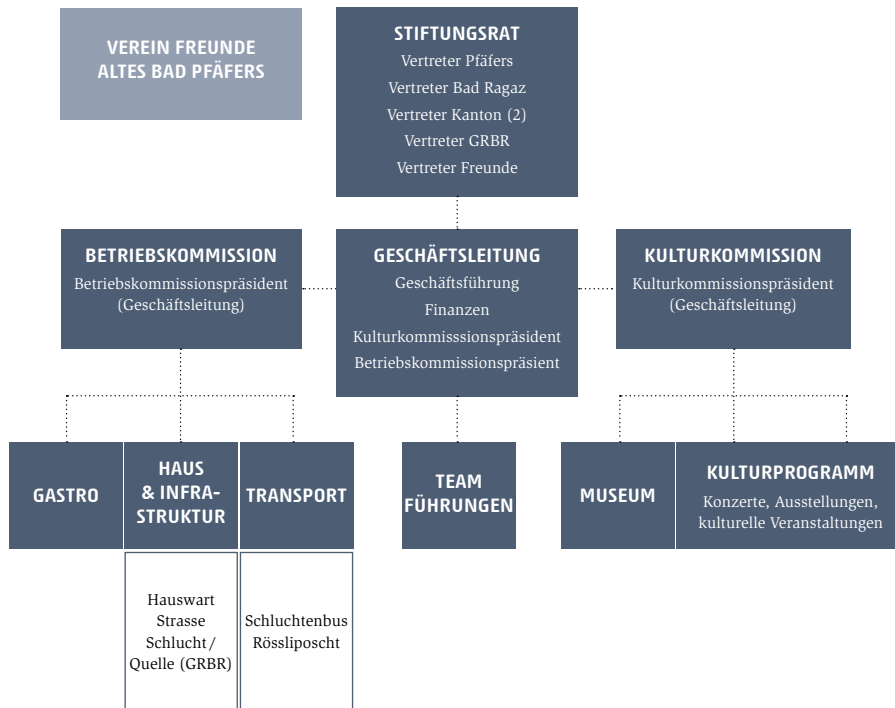 VEREIN FREUNDE
ALTES BAD PFÄFERS
STIFTUNGSRAT
Vertreter Pfäfers
Vertreter Bad Ragaz
Vertreter Kanton (2)
Vertreter GRBR
Vertreter Freunde
BETRIEBSKOMMISSION
Betriebskommissionspräsident
(Geschäftsleitung)
GESCHÄFTSLEITUNG
Geschäftsführung
Finanzen
Kulturkommisssionspräsident
Betriebskommissionspräsient
KULTURKOMMISSION
Kulturkommissionspräsident
(Geschäftsleitung)
GASTRO
HAUS
& INFRA-
STRUKTUR
TRANSPORT
TEAM
FÜHRUNGEN
MUSEUM
KULTURPROGRAMM
Konzerte, Ausstellungen,
kulturelle Veranstaltungen
Hauswart
Strasse
Schlucht /
Quelle (GRBR)
Schluchtenbus
Rössliposcht